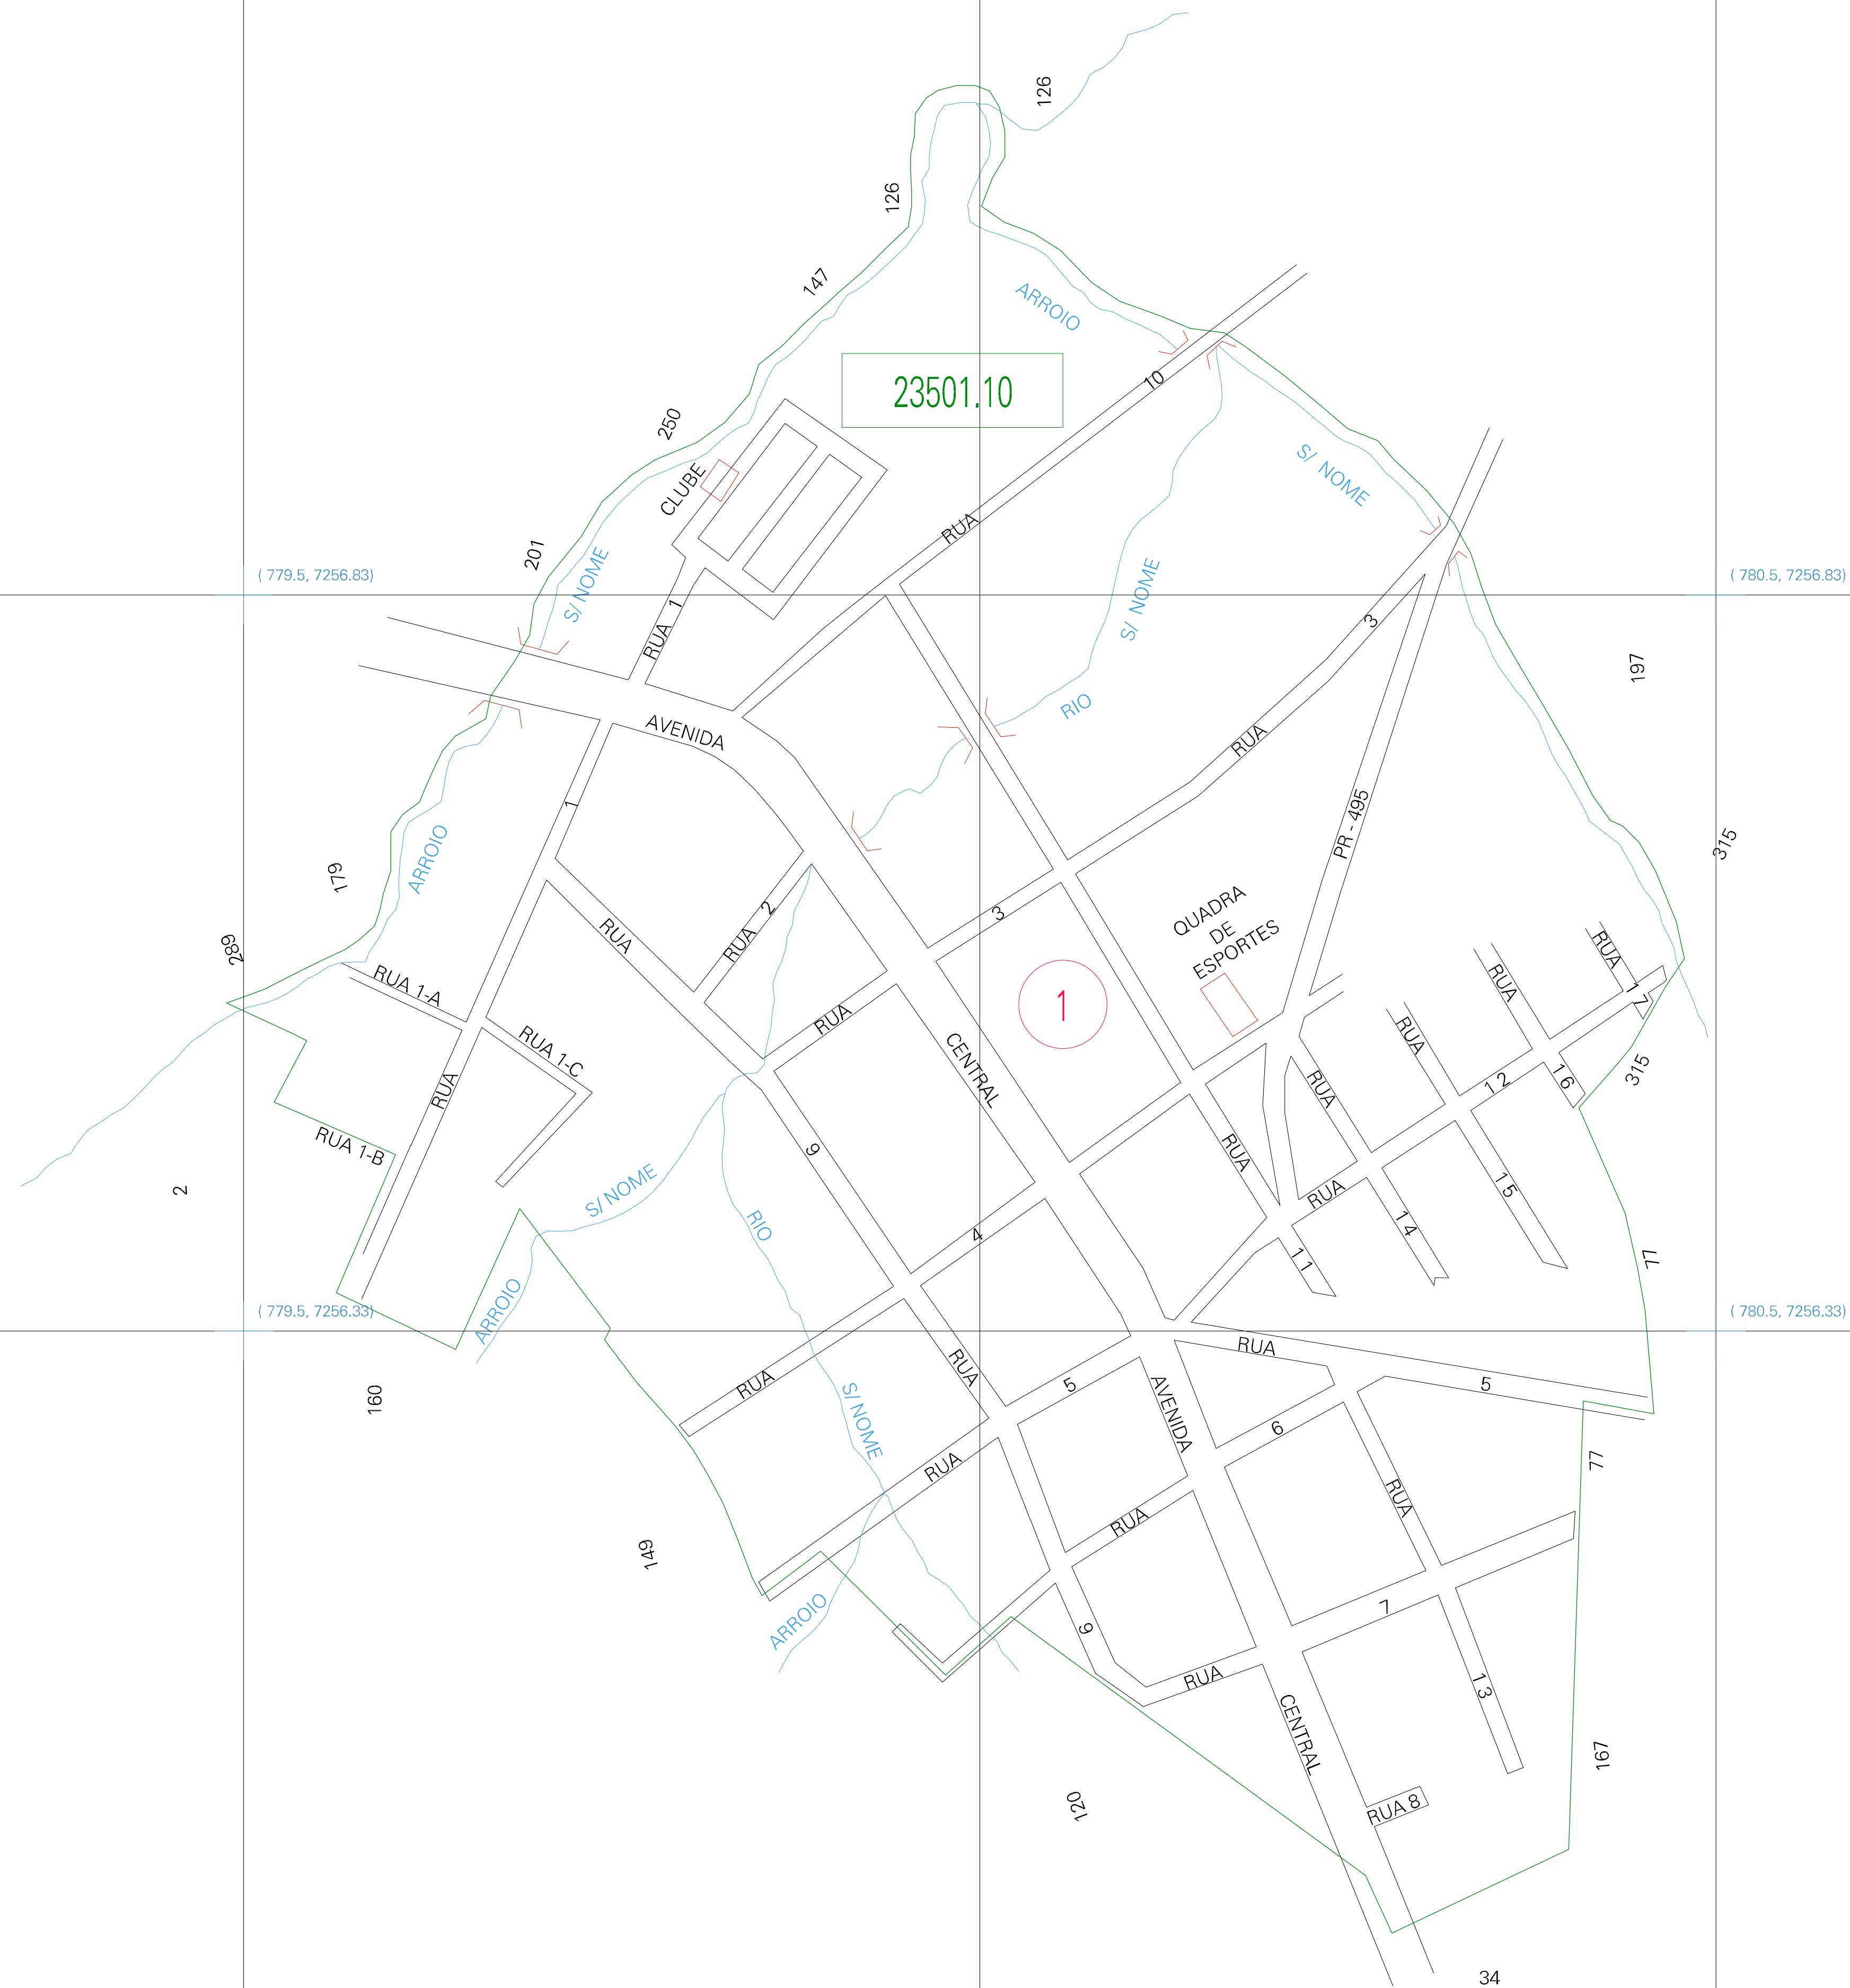 126
126
147
ARROIO
10
23501.10
250
CLUBE
S/ NOME
RUA
201
S/ NOME
( 779.5, 7256.83)
( 780.5, 7256.83)
S/ NOME
RUA 1
3
197
RIO
AVENIDA
RUA
1
PR - 495
315
ARROIO
179
289
RUA
RUA 2
3
QUADRA
DE
ESPORTES
RUA 1-A
RUA
RUA
RUA
17
1
RUA
RUA
RUA 1-C
CENTRAL
RUA
RUA
12
16
315
RUA 1-B
9
RUA
2
S/ NOME
RUA
15
14
RIO
4
11
77
ARROIO
( 779.5, 7256.33)
( 780.5, 7256.33)
RUA
RUA
RUA
5
5
160
AVENIDA
S/ NOME
6
RUA
77
RUA
RUA
149
ARROIO
9
7
RUA
13
CENTRAL
167
120
RUA 8
34